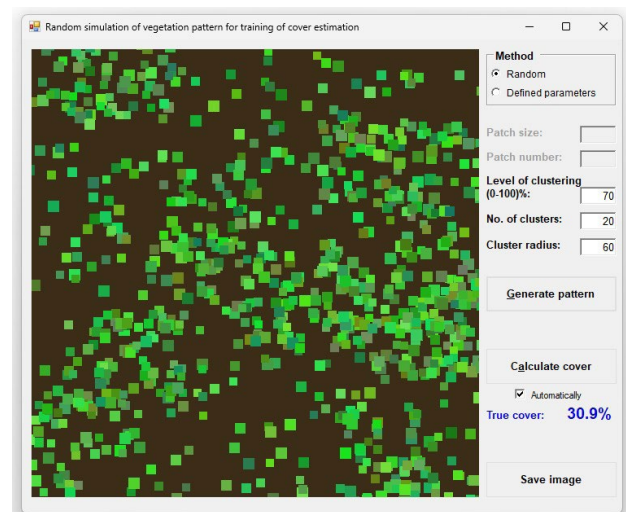 Random simulation of vegetation pattern for training of cover estimation
Method
Random
Defined parameters
Patch size:
Patch number:
Level of clustering
(0-100)%: 70
No. of clusters: 20
Cluster radius: 60
Generate pattern
Calculate cover
Automatically
True cover: 30.9%
Save image